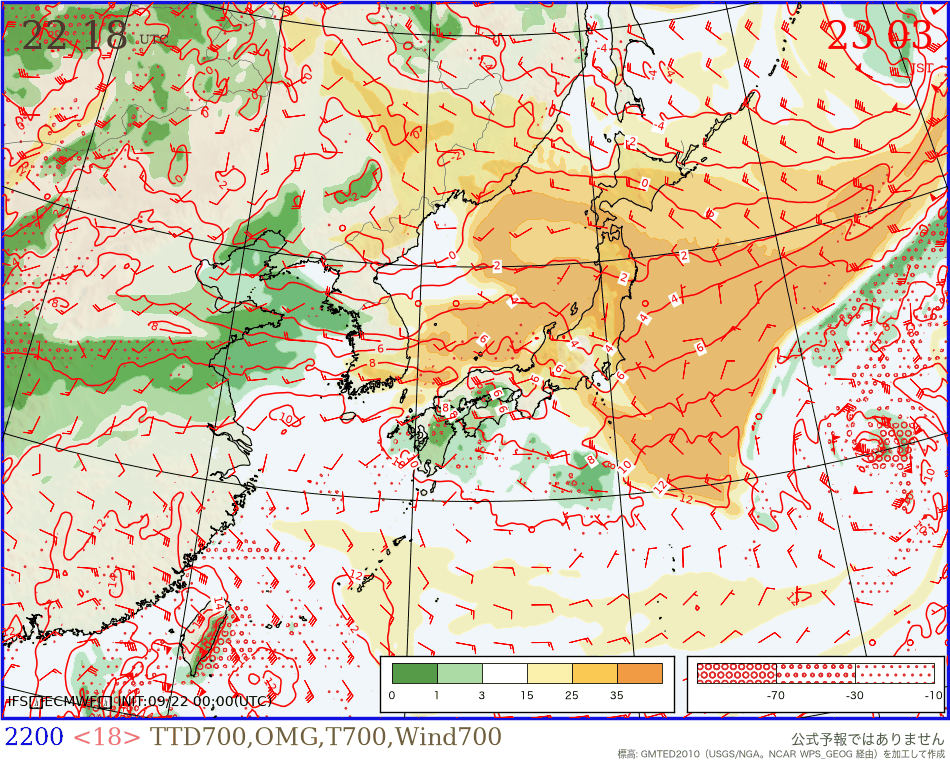 22 18 UTC
23 03
JST
0 1 3 15 25 35
-70 -30 -10
INIT:09/22 00:00(UTC)
2200 <18> TTD700,OMG,T700,Wind700
公式予報ではありません
標高: GMTED2010（USGS/NGA。NCAR WPS_GEOG 経由）を加工して作成